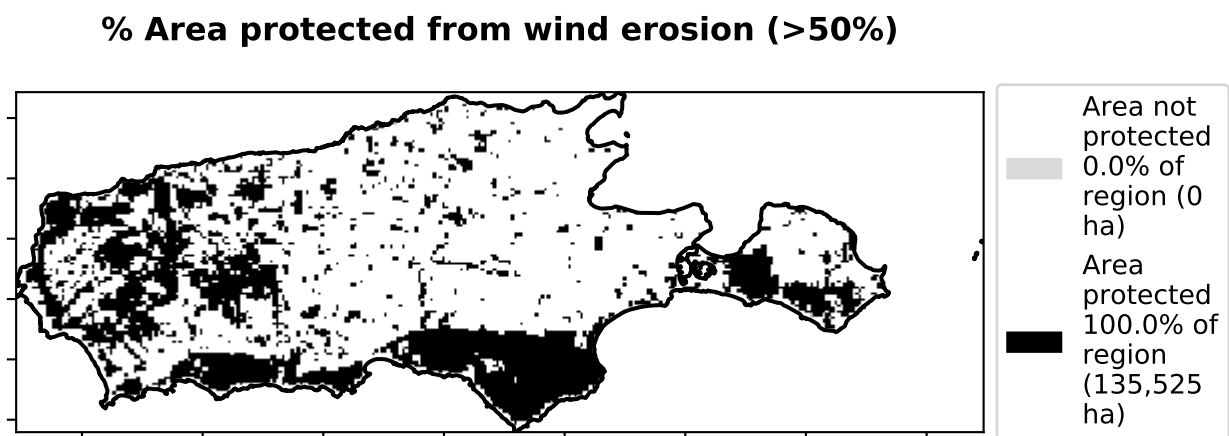 % Area protected from wind erosion (>50%)
Area not
protected
0.0% of
region (0
ha)
Area
protected
100.0% of
region
(135,525
ha)